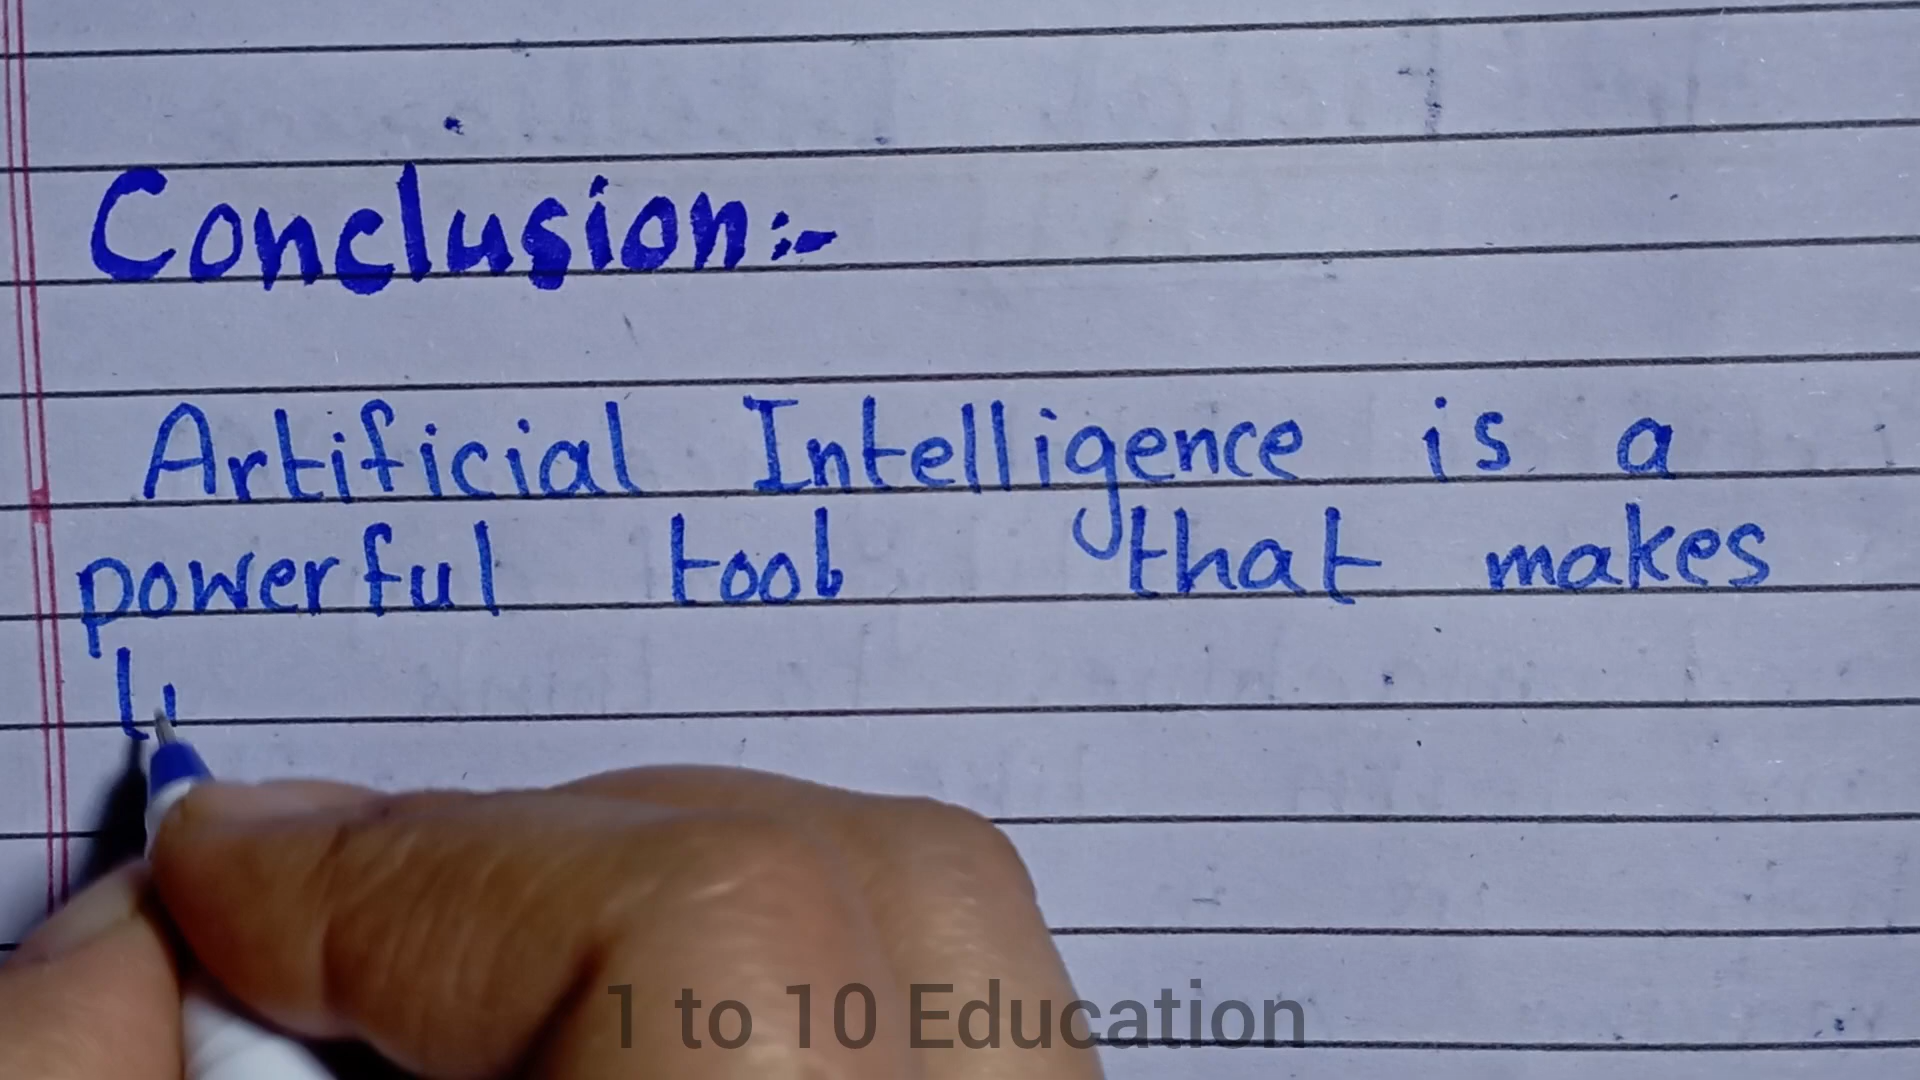 Conclusion:-
Artificial Intelligence is a
powerful tool that makes
1 to 10 Education